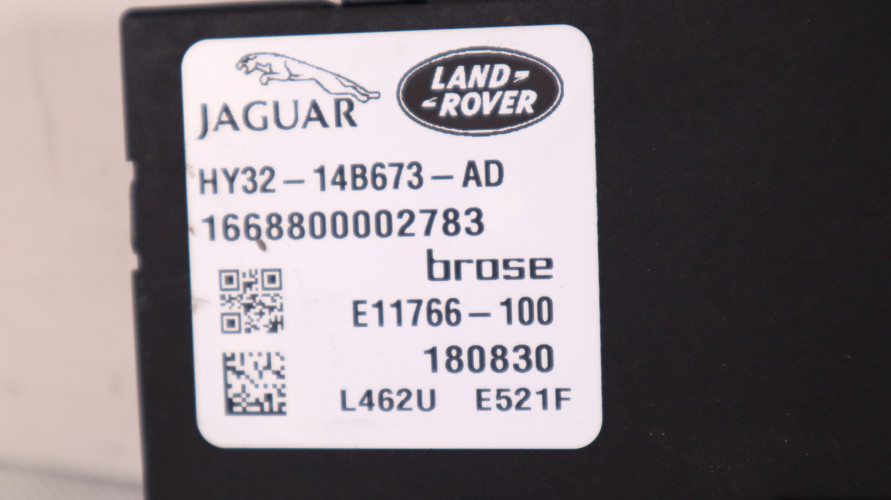 JAGUAR
LAND-
-ROVER
HY32-14B673-AD
1668800002783
brose
E11766-100
180830
L462U E521F